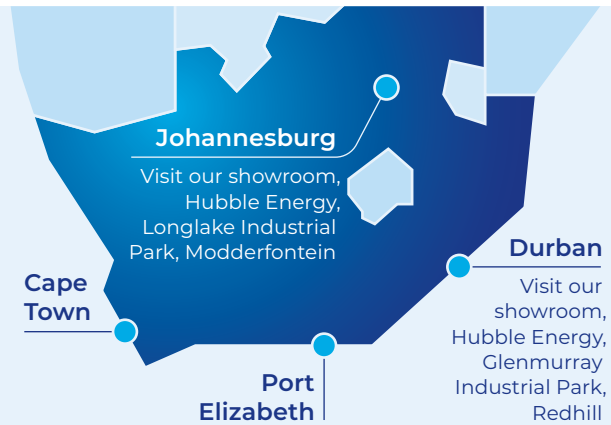 Johannesburg
Visit our showroom,
Hubble Energy,
Longlake Industrial
Park, Modderfontein
Durban
Visit our
showroom,
Hubble Energy,
Glenmurray
Industrial Park,
Redhill
Cape
Town
Port
Elizabeth